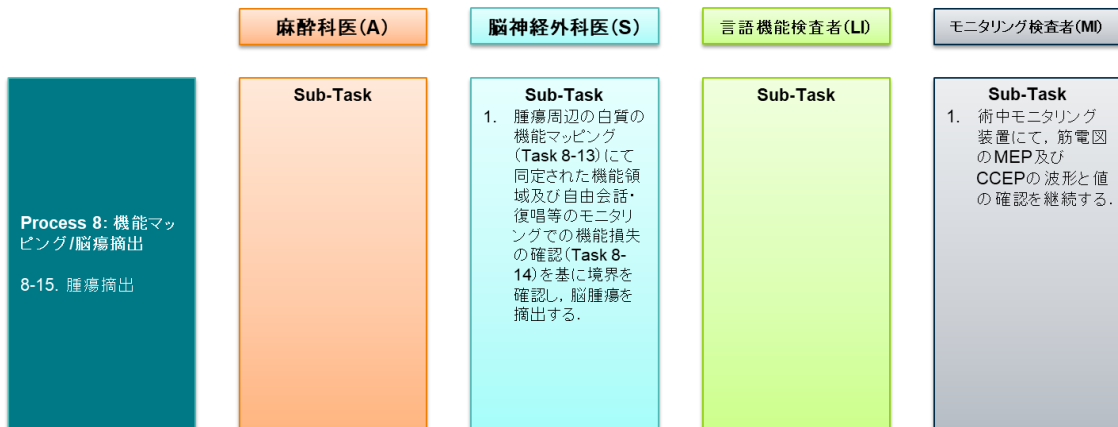 麻酔科医(A)
脳神経外科医(S)
言語機能検査者(LI)
モニタリング検査者(MI)
Process 8: 機能マッ
ピング/脳腫瘍摘出
8-15. 腫瘍摘出
Sub-Task
Sub-Task
1. 腫瘍周辺の白質の
機能マッピング
(Task 8-13)にて
同定された機能領
域及び自由会話・
復唱等のモニタリ
ングでの機能損失
の確認(Task 8-
14)を基に境界を
確認し, 脳腫瘍を
摘出する.
Sub-Task
Sub-Task
1. 術中モニタリング
装置にて, 筋電図
のMEP及び
CCEPの波形と値
の確認を継続する.